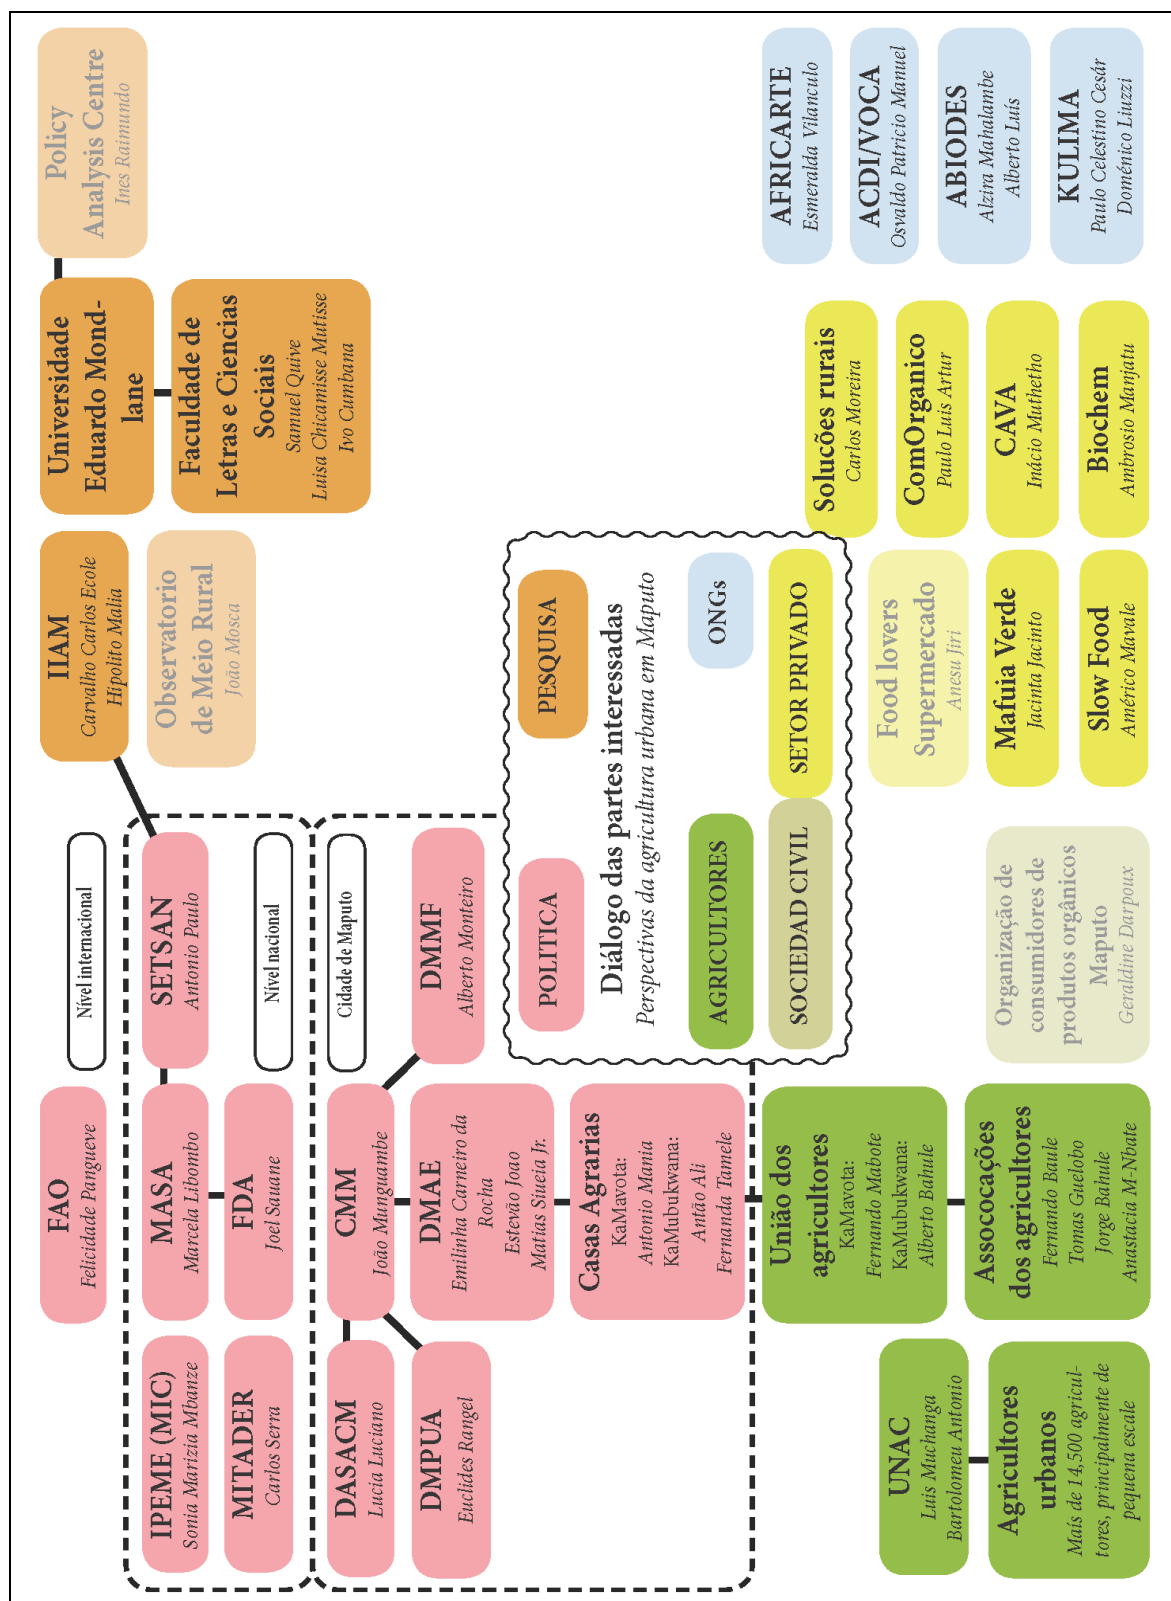 FAO
Felicidade Pangueve
Nível internacional
IIAM
Carvalho Carlos Ecole
Hipolito Malia
Universidade
Eduardo Mond-
lane
Policy
Analysis Centre
Ines Raimundo
IPEME (MIC)
Sonia Marizia Mbanze
MASA
Marcela Libombo
SETSAN
Antonio Paulo
Observatorio
de Meio Rural
João Mosca
Faculdade de
Letras e Ciencias
Sociais
Samuel Quive
Luisa Chicamisse Mutisse
Ivo Cumbana
MITADER
Carlos Serra
FDA
Joel Sauane
Nível nacional
DASACM
Lucia Luciano
CMM
João Munguambe
Cidade de Maputo
DMPUA
Euclides Rangel
DMAE
Emilinha Carneiro da
Rocha
Estevão Joao
Matias Siueia Jr.
DMMF
Alberto Monteiro
Casas Agrarias
KaMavota:
Antonio Mania
KaMubukwana:
Antão Ali
Fernanda Tamele
POLITICA
PESQUISA
Diálogo das partes interessadas
Perspectivas da agricultura urbana em Maputo
AGRICULTORES
ONGs
SOCIEDAD CIVIL
SETOR PRIVADO
União dos
agricultores
KaMavota:
Fernando Mabote
KaMubukwana:
Alberto Bahule
AFRICARTE
Esmeralda Vilanculo
Solucões rurais
Carlos Moreira
ACDI/VOCA
Osvaldo Patricio Manuel
UNAC
Luis Muchanga
Bartolomeu Antonio
Food lovers
Supermercado
Anesu Jiri
ComOrganico
Paulo Luis Artur
ABIODES
Alzira Mahalambe
Alberto Luís
Agricultores
urbanos
Mais de 14,500 agricul-
tores, principalmente de
pequena escale
Assococações
dos agricultores
Fernando Baule
Tomas Guelobo
Jorge Bahule
Anastacia M-Nbate
Organização de
consumidores de
produtos orgânicos
Maputo
Geraldine Darpoux
Mafuia Verde
Jacinta Jacinto
CAVA
Inácio Muthetho
KULIMA
Paulo Celestino Cesár
Doménico Liuzzi
Slow Food
Américo Mavale
Biochem
Ambrosio Manjatu